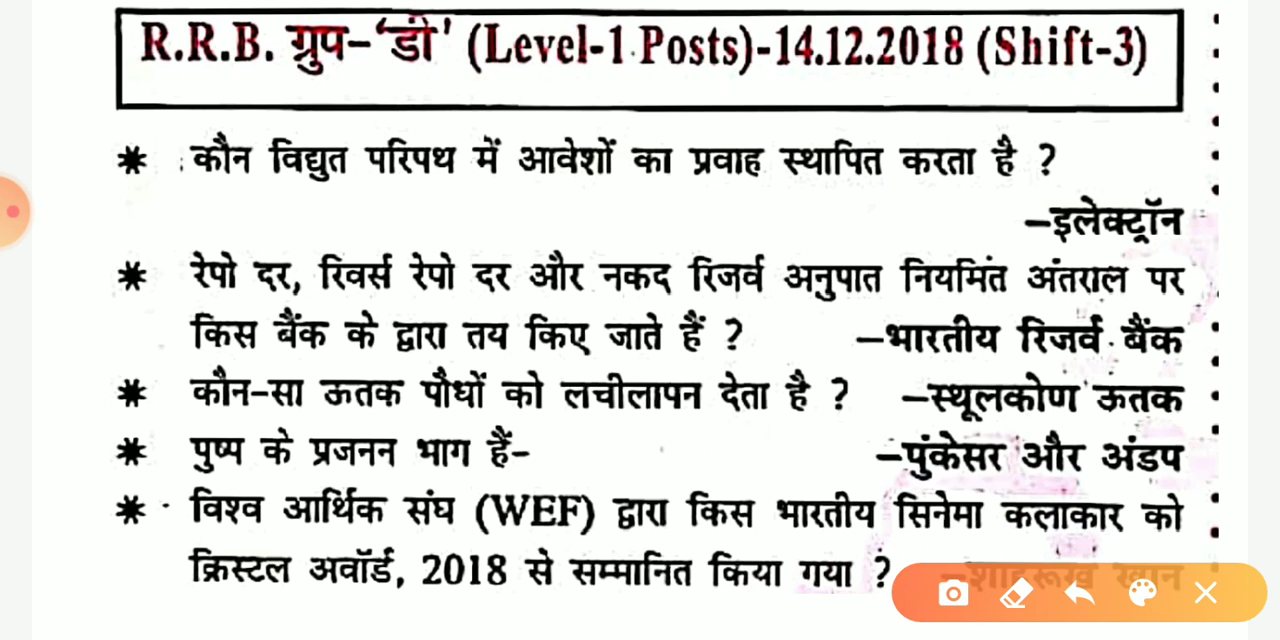 R.R.B. ग्रुप-‘डी’ (Level-1 Posts)-14.12.2018 (Shift-3)
* कौन विद्युत परिपथ में आवेशों का प्रवाह स्थापित करता है ?
–इलेक्ट्रॉन
* रेपो दर, रिवर्स रेपो दर और नकद रिजर्व अनुपात नियमित अंतराल पर
किस बैंक के द्वारा तय किए जाते हैं ? –भारतीय रिजर्व बैंक
* कौन-सा ऊतक पौधों को लचीलापन देता है ? –स्थूलकोण ऊतक
* पुष्प के प्रजनन भाग हैं- –पुंकेसर और अंडप
* विश्व आर्थिक संघ (WEF) द्वारा किस भारतीय सिनेमा कलाकार को
क्रिस्टल अवॉर्ड, 2018 से सम्मानित किया गया ? –शाहरूख खान